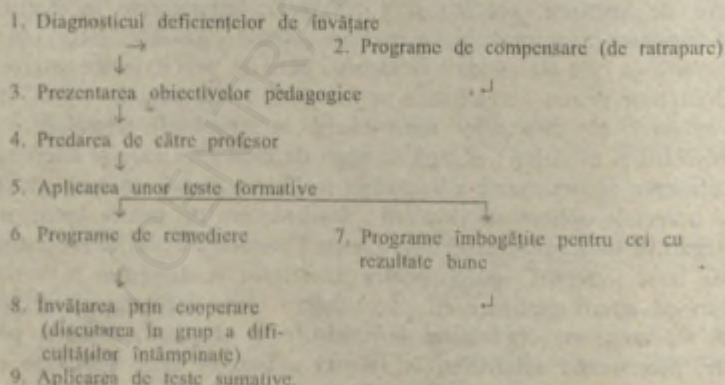 1. Diagnosticul deficiențelor de învățare
2. Programe de compensare (de ratrapare)
3. Prezentarea obiectivelor pedagogice
4. Predarea de către profesor
5. Aplicarea unor teste formative
6. Programe de remediere
7. Programe îmbogățite pentru cei cu
rezultate bune
8. Învățarea prin cooperare
(discutarea în grup a difi-
cultăților întâmpinate)
9. Aplicarea de teste sumative.